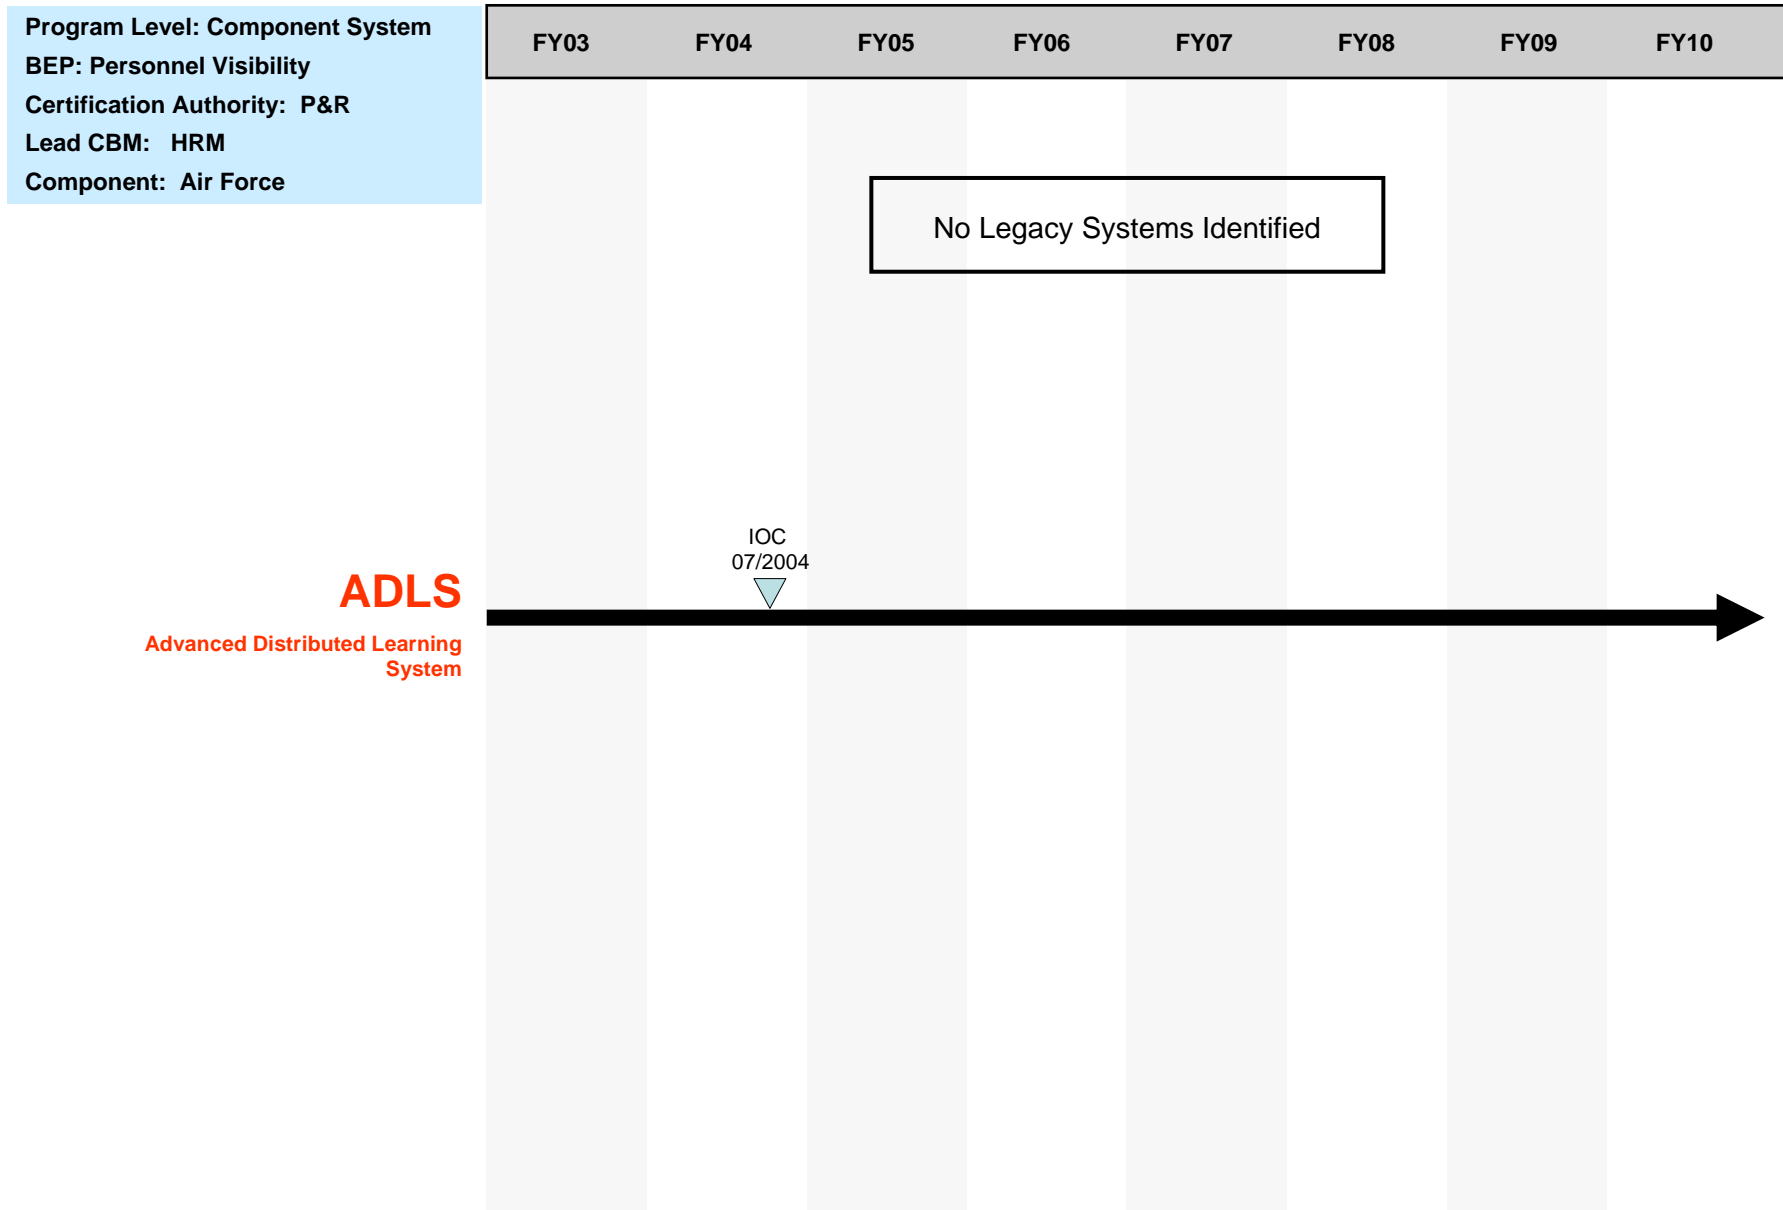 Program Level: Component System
BEP: Personnel Visibility
Certification Authority: P&R
Lead CBM: HRM
Component: Air Force
FY03 FY04 FY05 FY06 FY07 FY08 FY09 FY10
No Legacy Systems Identified
IOC
07/2004
ADLS
Advanced Distributed Learning
System